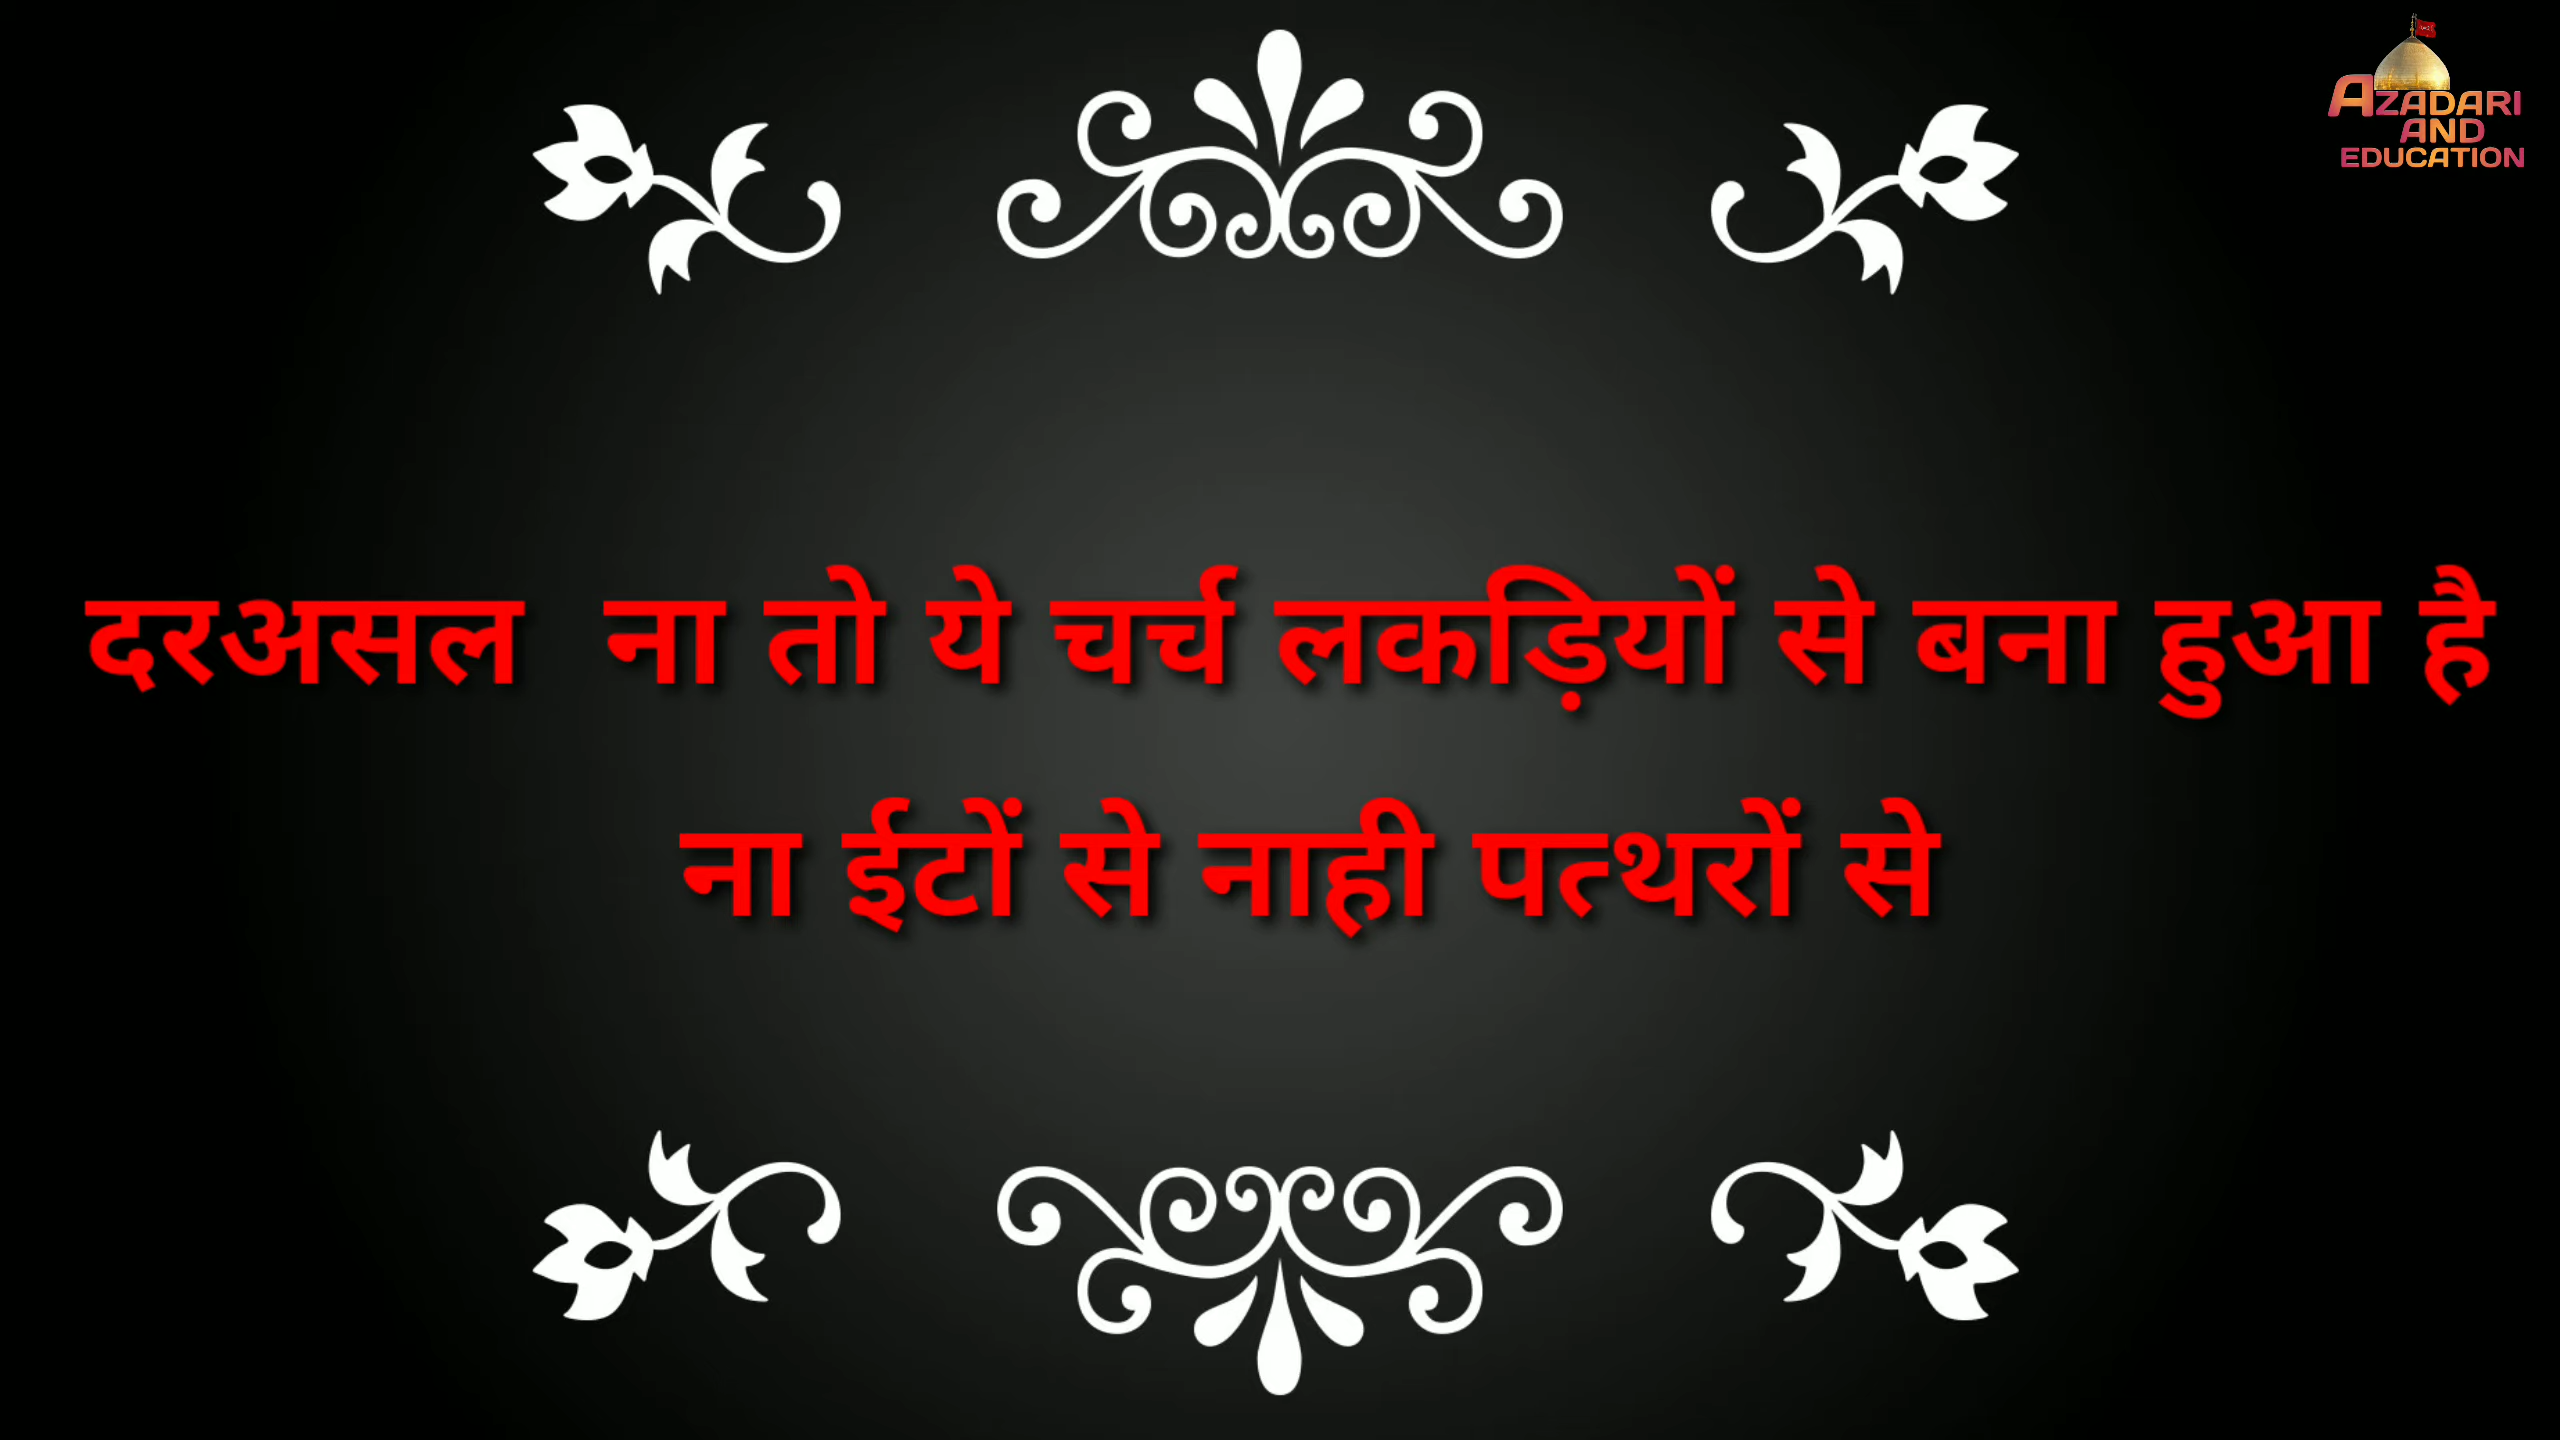 AZADARI
AND
EDUCATION
दरअसल ना तो ये चर्च लकड़ियों से बना हुआ है
ना ईटों से नाही पत्थरों से